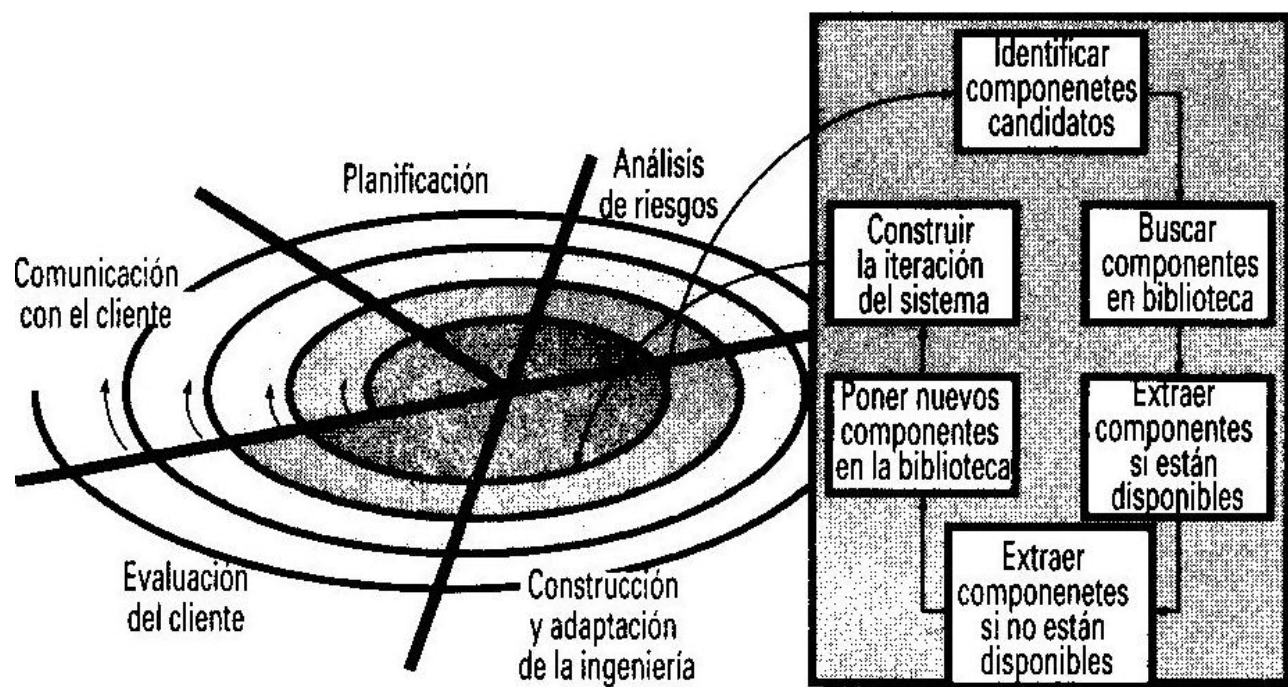 Planificación
Análisis
de riesgos
Comunicación
con el cliente
Evaluación
del cliente
Construcción
y adaptación
de la ingeniería
Identificar
componenetes
candidatos
Buscar
componentes
en biblioteca
Extraer
componentes
si están
disponibles
Extraer
componenetes
si no están
disponibles
Poner nuevos
componentes
en la biblioteca
Construir
la iteración
del sistema